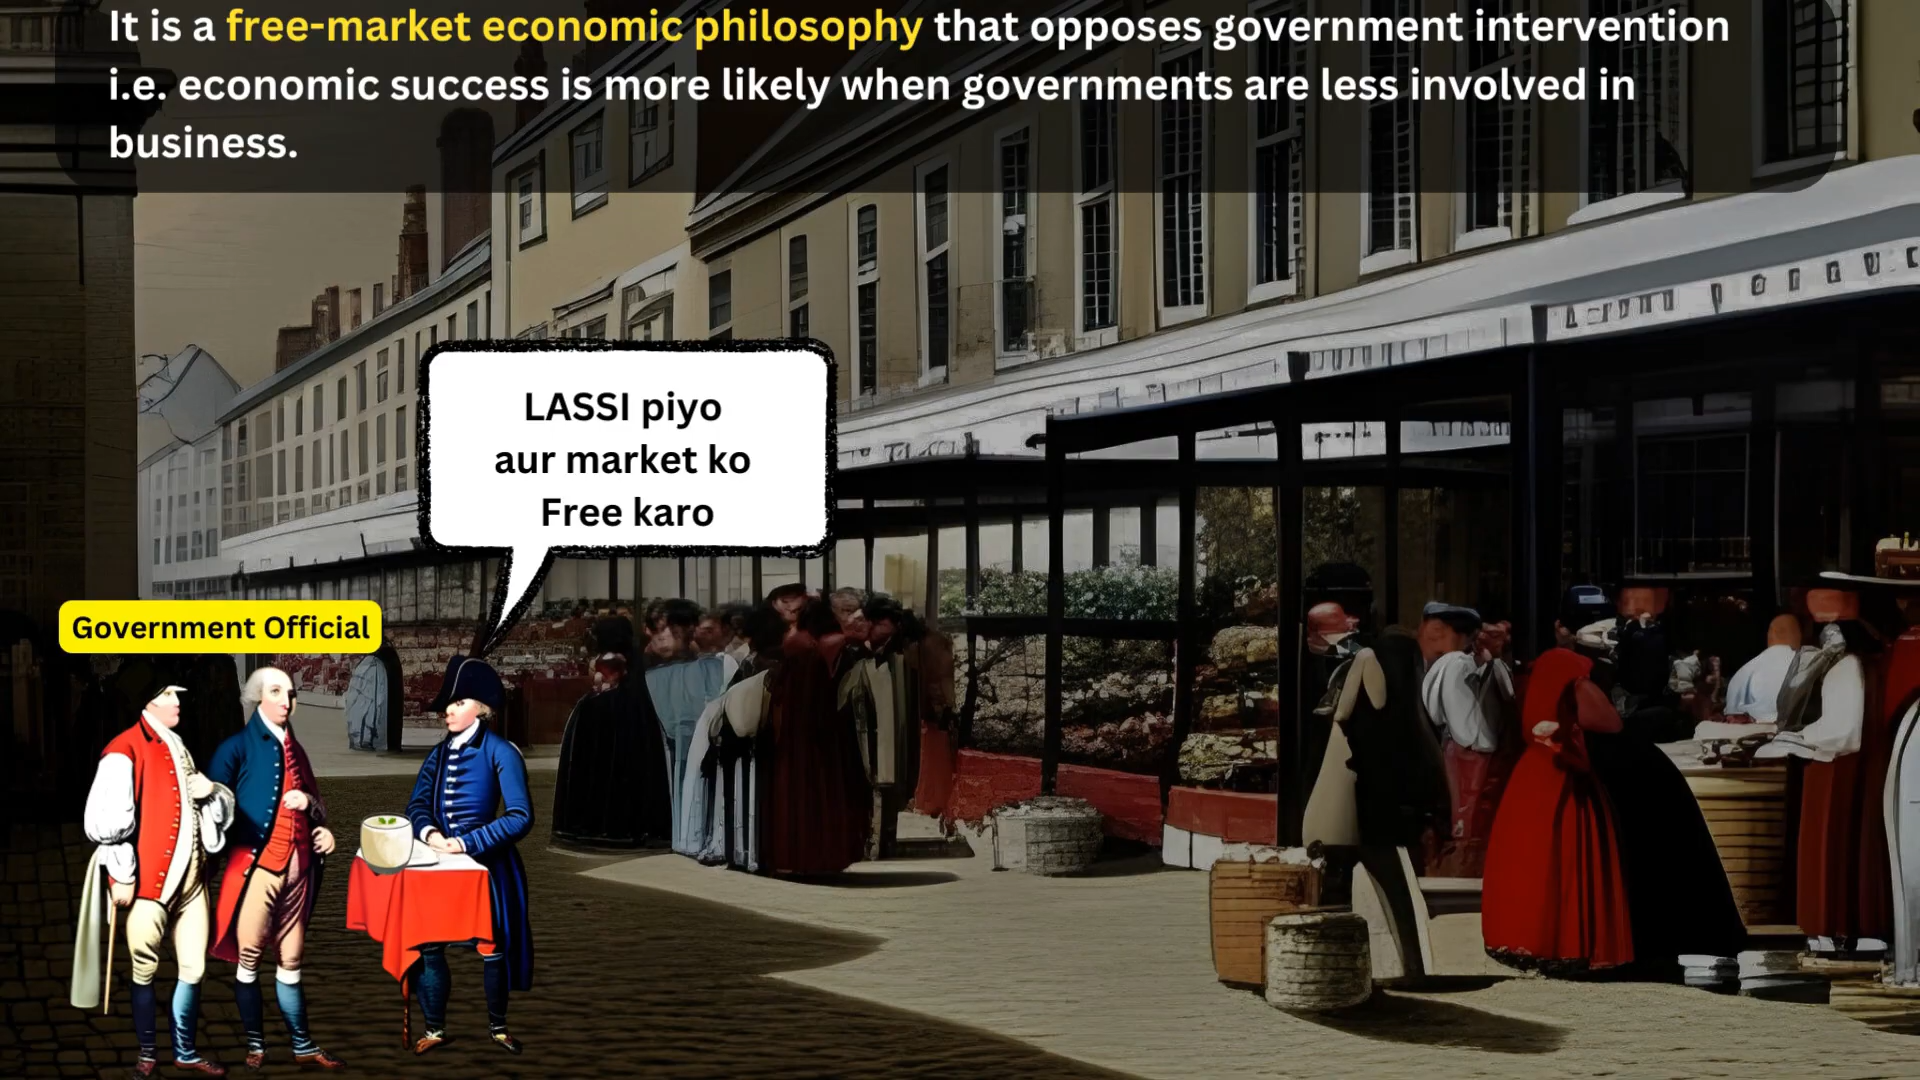 It is a free-market economic philosophy that opposes government intervention
i.e. economic success is more likely when governments are less involved in
business.
LASSI piyo
aur market ko
Free karo
Government Official